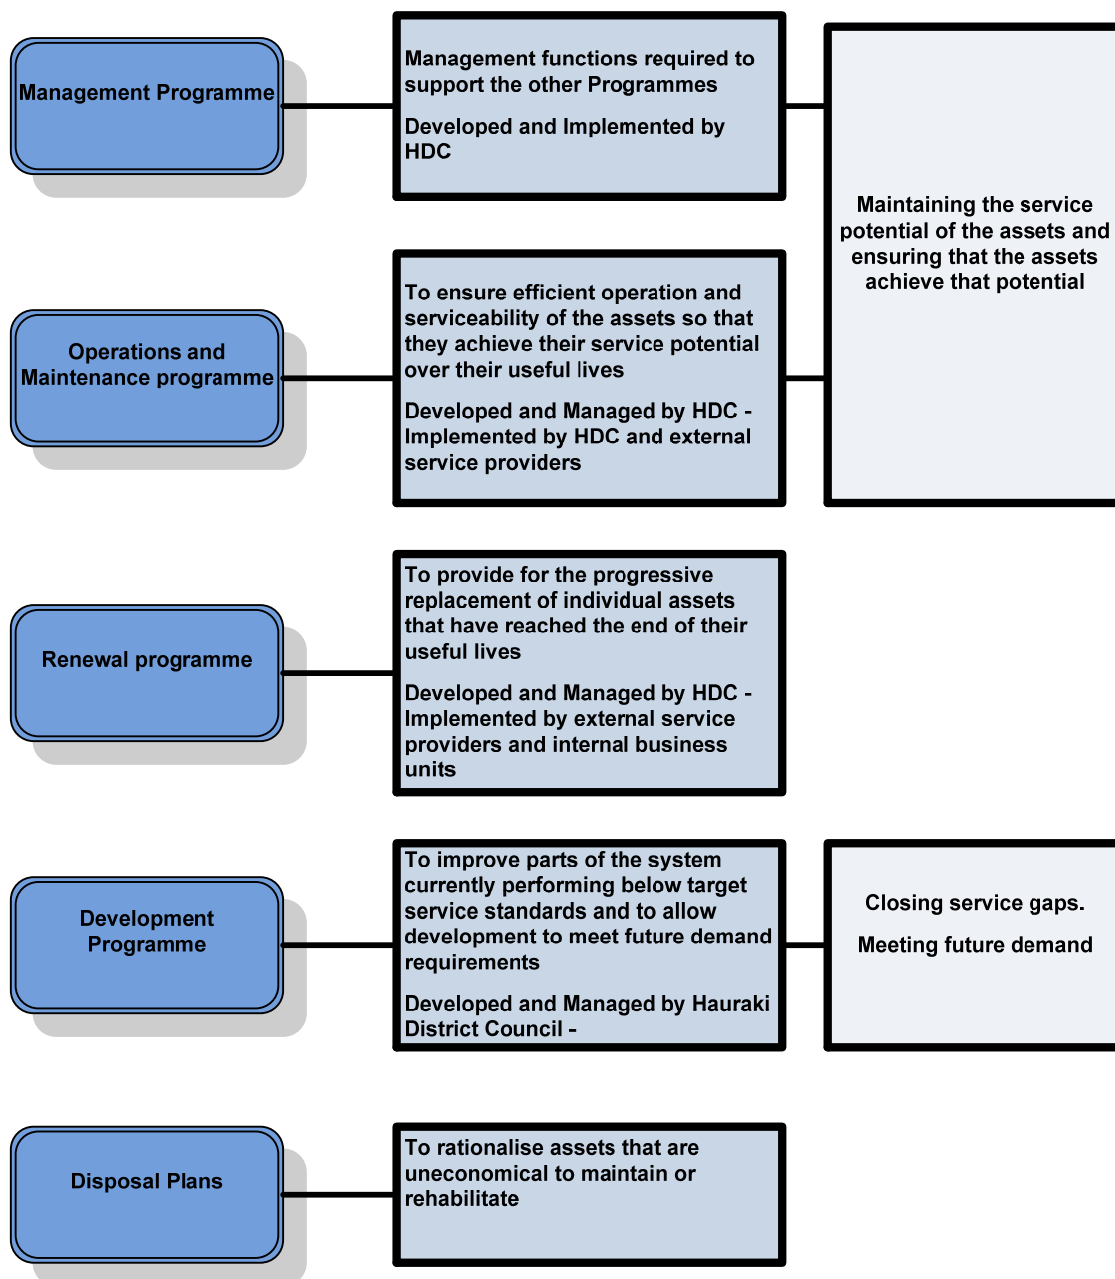 Management Programme
Management functions required to
support the other Programmes
Developed and Implemented by
HDC
Maintaining the service
potential of the assets and
ensuring that the assets
achieve that potential
Operations and
Maintenance programme
To ensure efficient operation and
serviceability of the assets so that
they achieve their service potential
over their useful lives
Developed and Managed by HDC -
Implemented by HDC and external
service providers
Renewal programme
To provide for the progressive
replacement of individual assets
that have reached the end of their
useful lives
Developed and Managed by HDC -
Implemented by external service
providers and internal business
units
Development
Programme
To improve parts of the system
currently performing below target
service standards and to allow
development to meet future demand
requirements
Developed and Managed by Hauraki
District Council -
Closing service gaps.
Meeting future demand
Disposal Plans
To rationalise assets that are
uneconomical to maintain or
rehabilitate